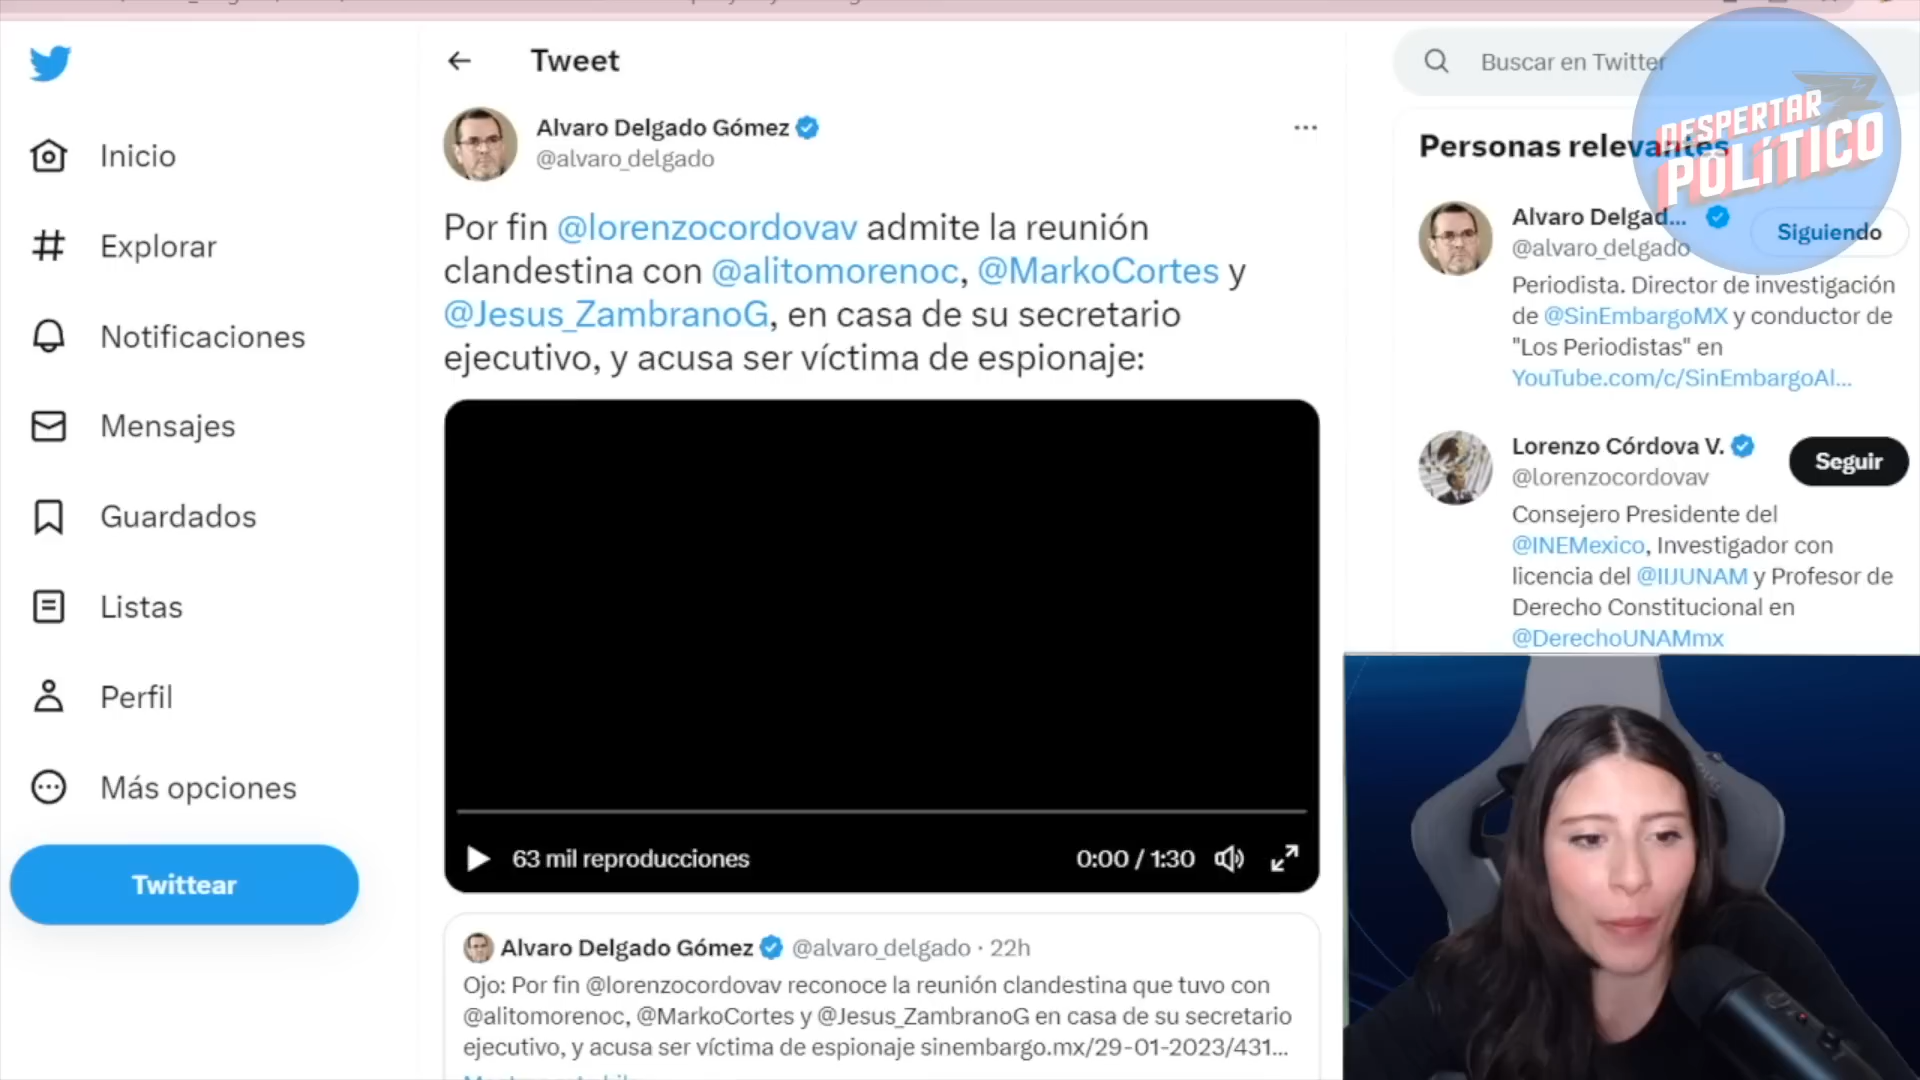 Tweet
Buscar en Twitter
DESPERTAR
POLÍTICO
Inicio
Explorar
Notificaciones
Mensajes
Guardados
Listas
Perfil
Más opciones
Twittear
Alvaro Delgado Gómez
@alvaro_delgado
Por fin @lorenzocordovav admite la reunión
clandestina con @alitomorenoc, @MarkoCortes y
@Jesus_ZambranoG, en casa de su secretario
ejecutivo, y acusa ser víctima de espionaje:
63 mil reproducciones
0:00 / 1:30
Alvaro Delgado Gómez @alvaro_delgado · 22h
Ojo: Por fin @lorenzocordovav reconoce la reunión clandestina que tuvo con
@alitomorenoc, @MarkoCortes y @Jesus_ZambranoG en casa de su secretario
ejecutivo, y acusa ser víctima de espionaje sinembargo.mx/29-01-2023/431...
Personas relevantes
Alvaro Delgad...
@alvaro_delgado
Siguiendo
Periodista. Director de investigación
de @SinEmbargoMX y conductor de
"Los Periodistas" en
YouTube.com/c/SinEmbargoAl...
Lorenzo Córdova V.
@lorenzocordovav
Seguir
Consejero Presidente del
@INEMexico, Investigador con
licencia del @IIJUNAM y Profesor de
Derecho Constitucional en
@DerechoUNAMmx